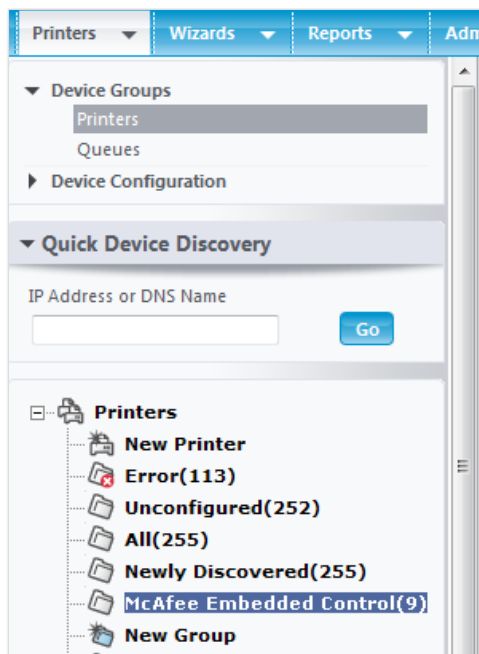 Printers Wizards Reports Adm
Device Groups
Printers
Queues
Device Configuration
Quick Device Discovery
IP Address or DNS Name
Go
Printers
New Printer
Error(113)
Unconfigured(252)
All(255)
Newly Discovered(255)
McAfee Embedded Control(9)
New Group